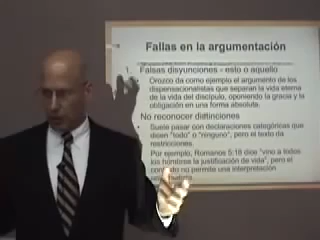 Fallas en la argumentación
1. Falsas disyunciones - esto o aquello
Orozco da como ejemplo el argumento de los
dispensacionalistas que separan la vida eterna
de la vida del discípulo, oponiendo la gracia y la
obligación en una forma absoluta.
No reconocer distinciones
Suele pasar con declaraciones categóricas que
dicen "todo" o "ninguno", pero el texto da
restricciones.
Por ejemplo, Romanos 5:18 dice "vino a todos
los hombres la justificación de vida", pero el
no permite una interpretación